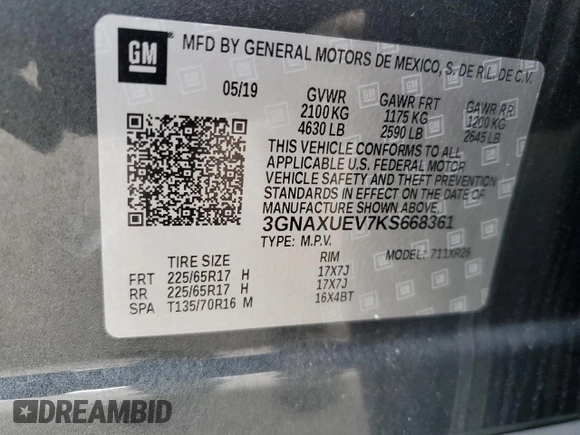 GM
MFD BY GENERAL MOTORS DE MEXICO, S. DE R.L. DE C.V.
05/19
GVWR
2100 KG
4630 LB
GAWR FRT
1175 KG
2590 LB
GAWR RR
1200 KG
2645 LB
THIS VEHICLE CONFORMS TO ALL
APPLICABLE U.S. FEDERAL MOTOR
VEHICLE SAFETY AND THEFT PREVENTION
STANDARDS IN EFFECT ON THE DATE OF
MANUFACTURE SHOWN ABOVE.
3GNAXUEV7KS668361
TYPE: M.P.V. MODEL: 711XR26
TIRE SIZE RIM
FRT 225/65R17 H 17X7J
RR 225/65R17 H 17X7J
SPA T135/70R16 M 16X4BT
DREAMBID